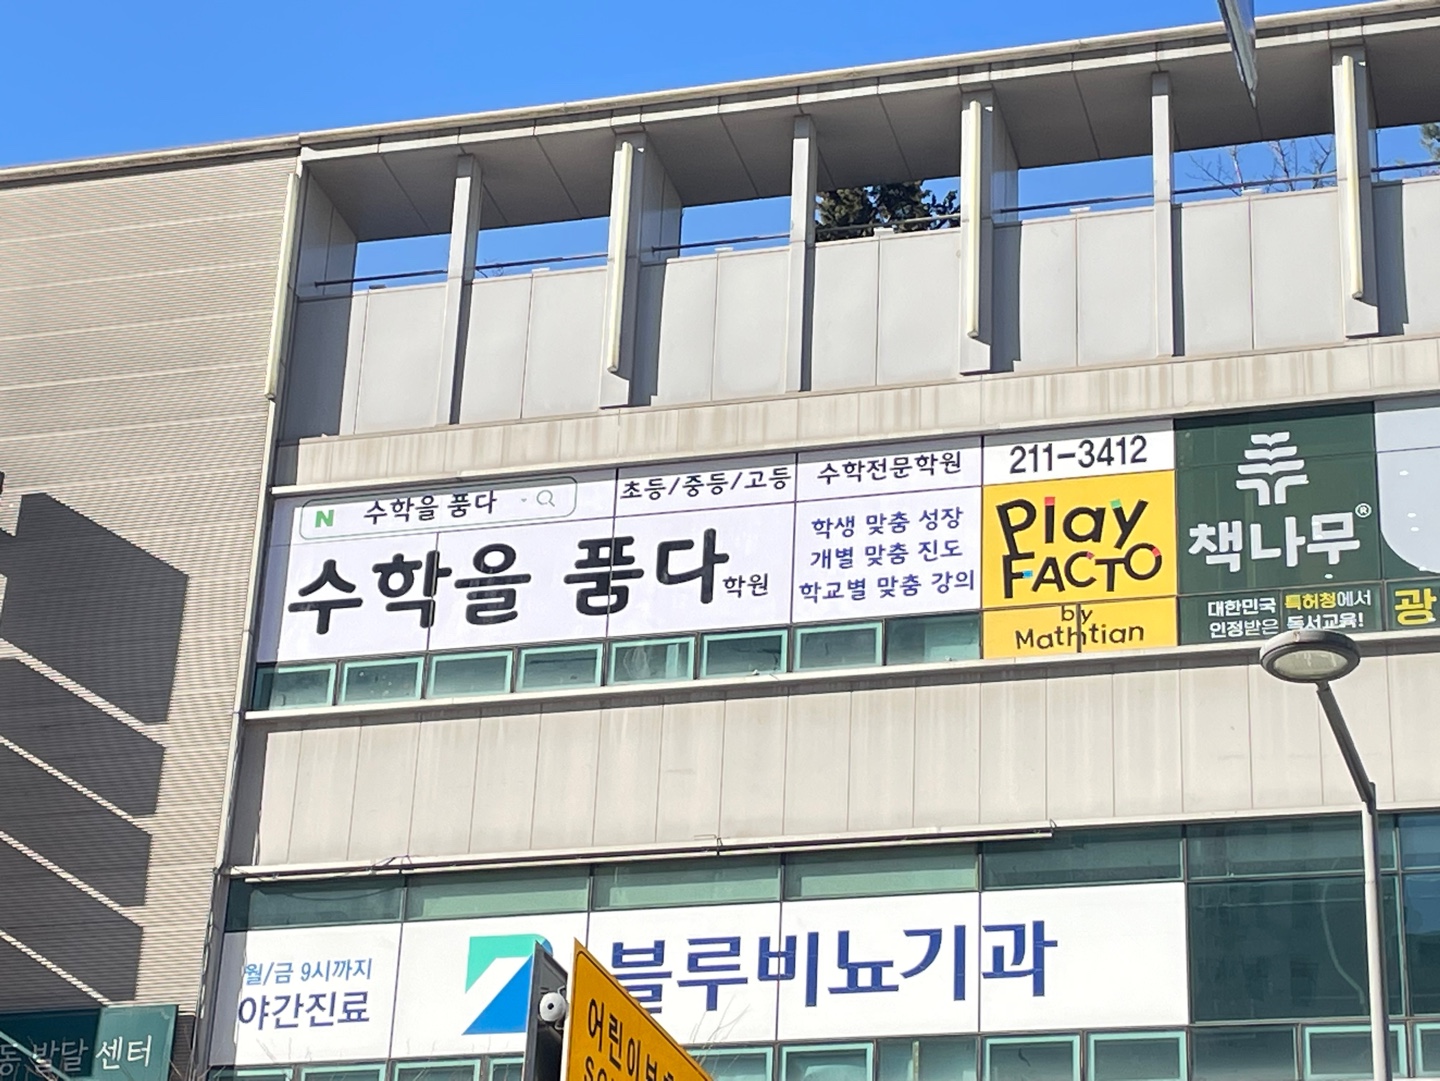 N 수학을 품다
초등/중등/고등
수학전문학원
수학을 품다 학원
학생 맞춤 성장
개별 맞춤 진도
학교별 맞춤 강의
211-3412
Play
FACTO
by
Mathtian
책나무®
대한민국 특허청에서
인정받은 독서교육!
광
월/금 9시까지
야간진료
블루비뇨기과
어린이보
동 발달 센터